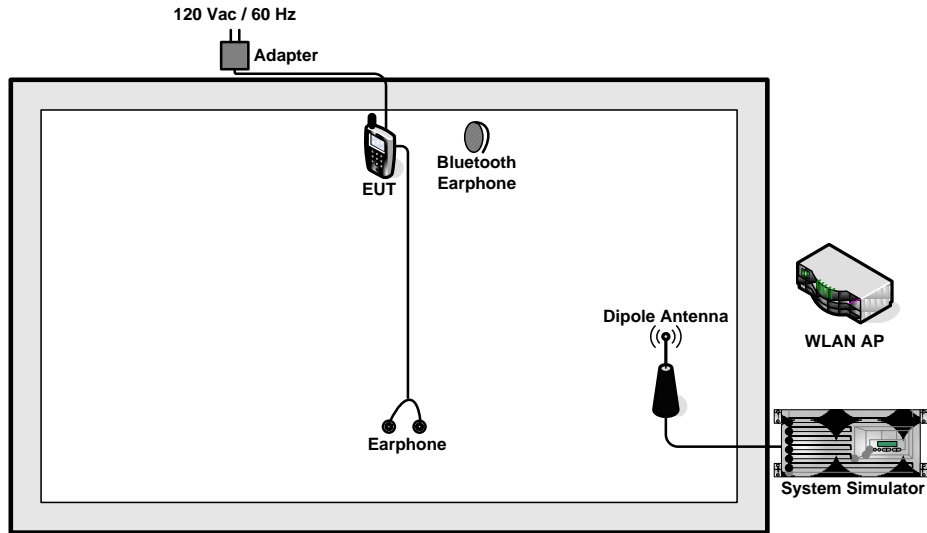 120 Vac / 60 Hz
Adapter
EUT
Bluetooth
Earphone
Dipole Antenna
WLAN AP
Earphone
System Simulator